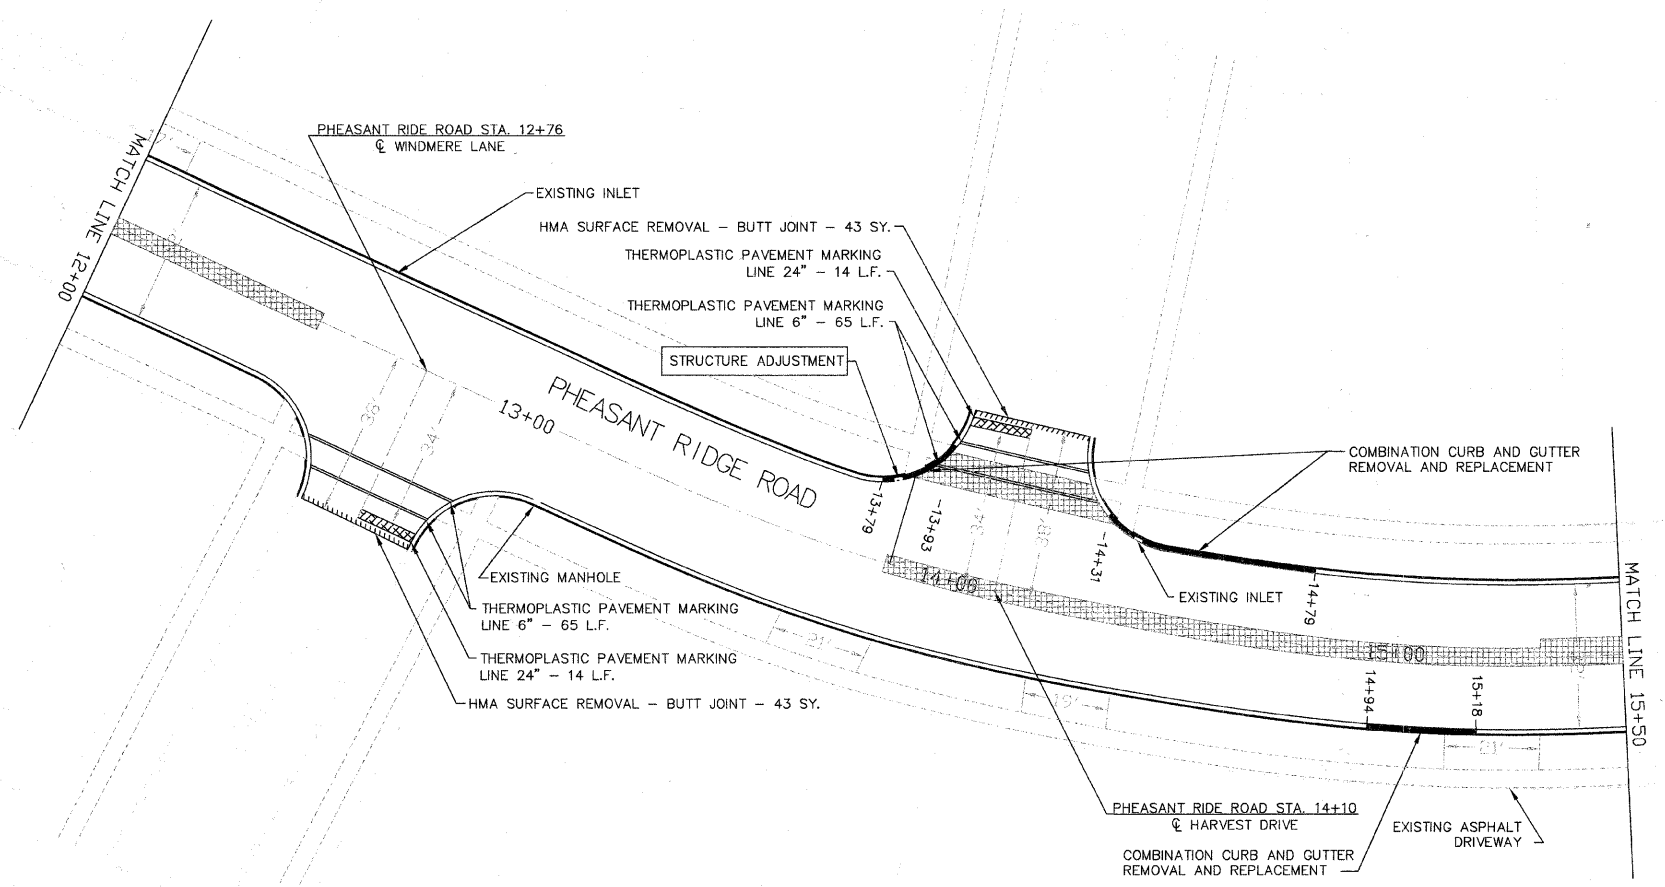 PHEASANT RIDE ROAD STA. 12+76
℄ WINDMERE LANE
MATCH LINE 12+00
EXISTING INLET
HMA SURFACE REMOVAL – BUTT JOINT – 43 SY.
THERMOPLASTIC PAVEMENT MARKING
LINE 24" – 14 L.F.
THERMOPLASTIC PAVEMENT MARKING
LINE 6" – 65 L.F.
STRUCTURE ADJUSTMENT
36'
34'
13+00
PHEASANT RIDGE ROAD
COMBINATION CURB AND GUTTER
REMOVAL AND REPLACEMENT
13+79
13+93
14+31
14+00
EXISTING INLET
14+79
EXISTING MANHOLE
THERMOPLASTIC PAVEMENT MARKING
LINE 6" – 65 L.F.
THERMOPLASTIC PAVEMENT MARKING
LINE 24" – 14 L.F.
HMA SURFACE REMOVAL – BUTT JOINT – 43 SY.
21'
19'
15+00
14+94
15+18
21'
MATCH LINE 15+50
PHEASANT RIDE ROAD STA. 14+10
℄ HARVEST DRIVE
COMBINATION CURB AND GUTTER
REMOVAL AND REPLACEMENT
EXISTING ASPHALT
DRIVEWAY